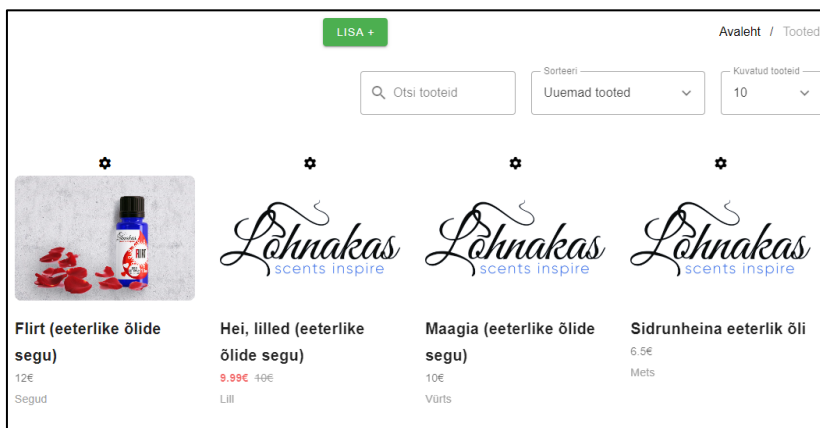 LISA +
Avaleht / Tooted
Otsi tooteid
Sorteeri
Uuemad tooted
Kuvatud tooteid
10
Lõhnakas
scents inspire
Lõhnakas
scents inspire
Lõhnakas
scents inspire
FLIRT
Flirt (eeterlike õlide
segu)
12€
Segud
Hei, lilled (eeterlike
õlide segu)
9.99€ 10€
Lill
Maagia (eeterlike õlide
segu)
10€
Vürts
Sidrunheina eeterlik õli
6.5€
Mets